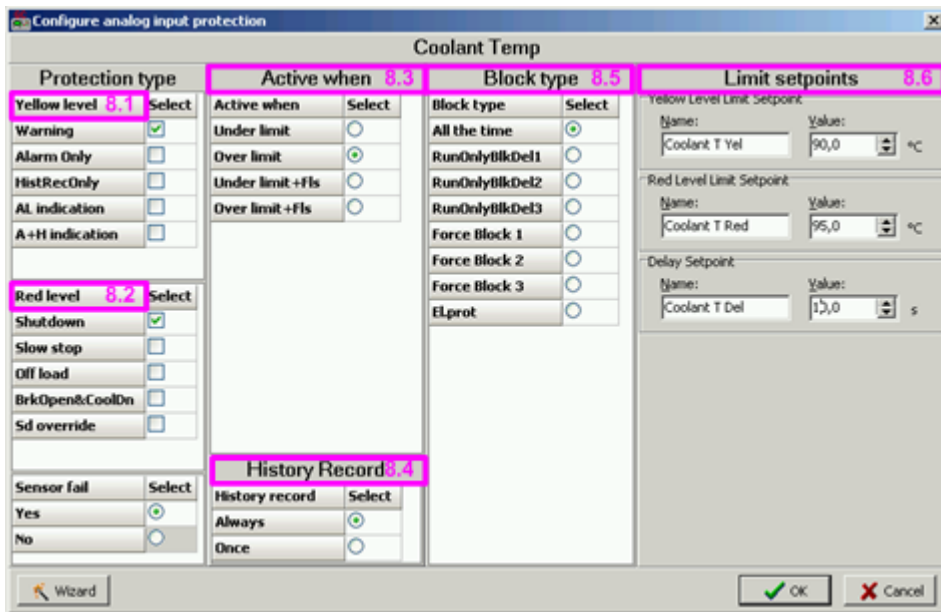 Configure analog input protection
Coolant Temp
Protection type
Yellow level 8.1 Select
Warning
Alarm Only
HistRecOnly
AL indication
A+H indication
Red level 8.2 Select
Shutdown
Slow stop
Off load
BrkOpen&CoolDn
Sd override
Sensor fail Select
Yes
No
Active when 8.3
Active when Select
Under limit
Over limit
Under limit+Fls
Over limit+Fls
History Record 8.4
History record Select
Always
Once
Block type 8.5
Block type Select
All the time
RunOnlyBlkDel1
RunOnlyBlkDel2
RunOnlyBlkDel3
Force Block 1
Force Block 2
Force Block 3
El.prot
Limit setpoints 8.6
Yellow Level Limit Setpoint
Name: Value:
Coolant T Yel 90,0 °C
Red Level Limit Setpoint
Name: Value:
Coolant T Red 95,0 °C
Delay Setpoint
Name: Value:
Coolant T Del s
Wizard OK Cancel